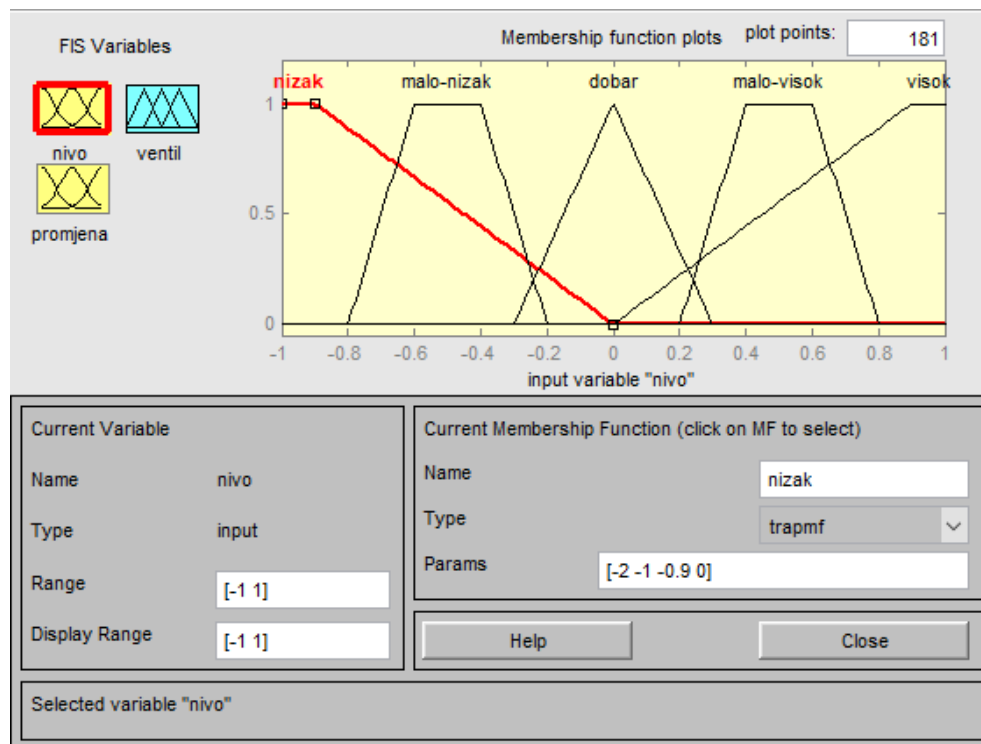 FIS Variables
Membership function plots
plot points:
181
nivo
ventil
promjena
nizak
malo-nizak
dobar
malo-visok
visok
1
0.5
0
-1
-0.8
-0.6
-0.4
-0.2
0
0.2
0.4
0.6
0.8
1
input variable "nivo"
Current Variable
Name
nivo
Type
input
Range
[-1 1]
Display Range
[-1 1]
Current Membership Function (click on MF to select)
Name
nizak
Type
trapmf
Params
[-2 -1 -0.9 0]
Help
Close
Selected variable "nivo"